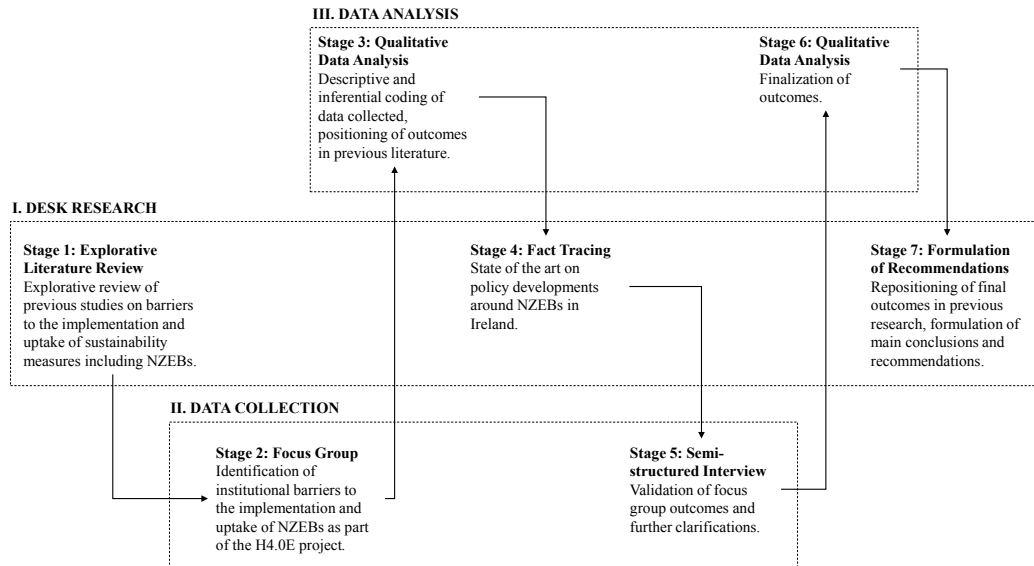 III. DATA ANALYSIS
Stage 3: Qualitative
Data Analysis
Descriptive and
inferential coding of
data collected,
positioning of outcomes
in previous literature.
Stage 6: Qualitative
Data Analysis
Finalization of
outcomes.
I. DESK RESEARCH
Stage 1: Explorative
Literature Review
Explorative review of
previous studies on barriers
to the implementation and
uptake of sustainability
measures including NZEBs.
Stage 4: Fact Tracing
State of the art on
policy developments
around NZEBs in
Ireland.
Stage 7: Formulation
of Recommendations
Repositioning of final
outcomes in previous
research, formulation of
main conclusions and
recommendations.
II. DATA COLLECTION
Stage 2: Focus Group
Identification of
institutional barriers to
the implementation and
uptake of NZEBs as part
of the H4.0E project.
Stage 5: Semi-
structured Interview
Validation of focus
group outcomes and
further clarifications.